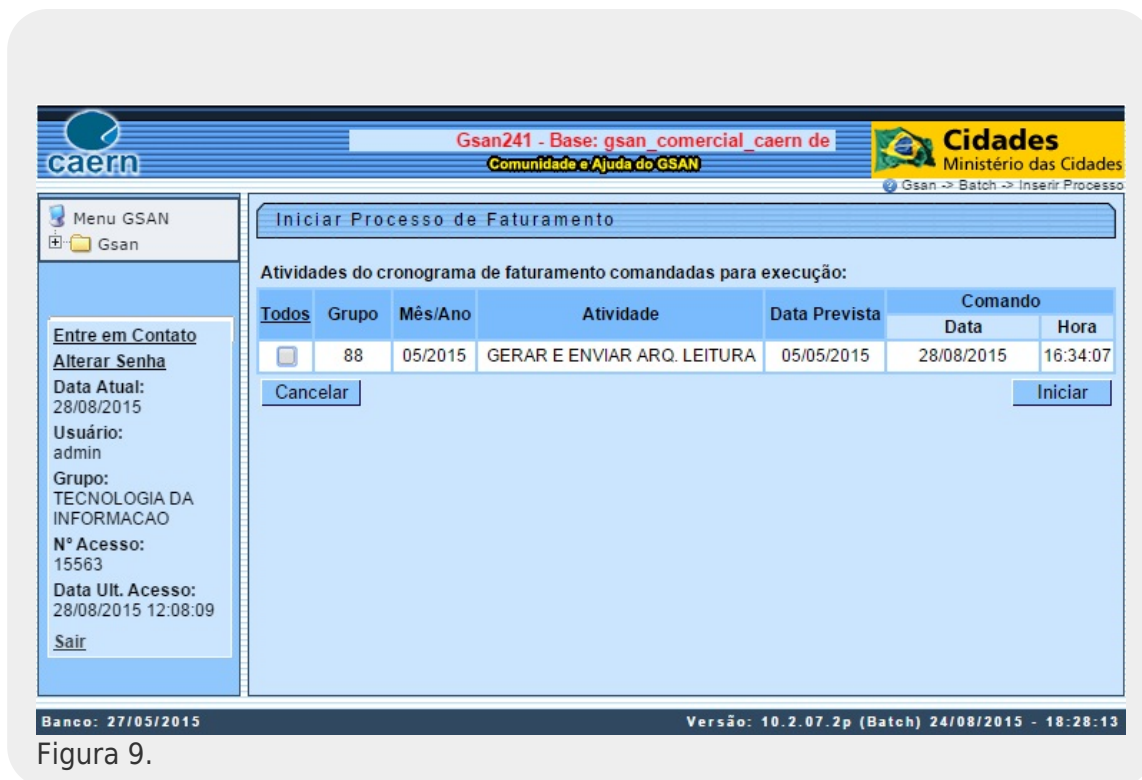 caern
Gsan241 - Base: gsan_comercial_caern de
Comunidade e Ajuda do GSAN
Cidades
Ministério das Cidades
Gsan -> Batch -> Inserir Processo
Menu GSAN
Gsan
Entre em Contato
Alterar Senha
Data Atual:
28/08/2015
Usuário:
admin
Grupo:
TECNOLOGIA DA
INFORMACAO
N° Acesso:
15563
Data Ult. Acesso:
28/08/2015 12:08:09
Sair
Iniciar Processo de Faturamento
Atividades do cronograma de faturamento comandadas para execução:
Todos Grupo Mês/Ano Atividade Data Prevista Comando
Data Hora
88 05/2015 GERAR E ENVIAR ARQ. LEITURA 05/05/2015 28/08/2015 16:34:07
Cancelar Iniciar
Banco: 27/05/2015 Versão: 10.2.07.2p (Batch) 24/08/2015 - 18:28:13
Figura 9.